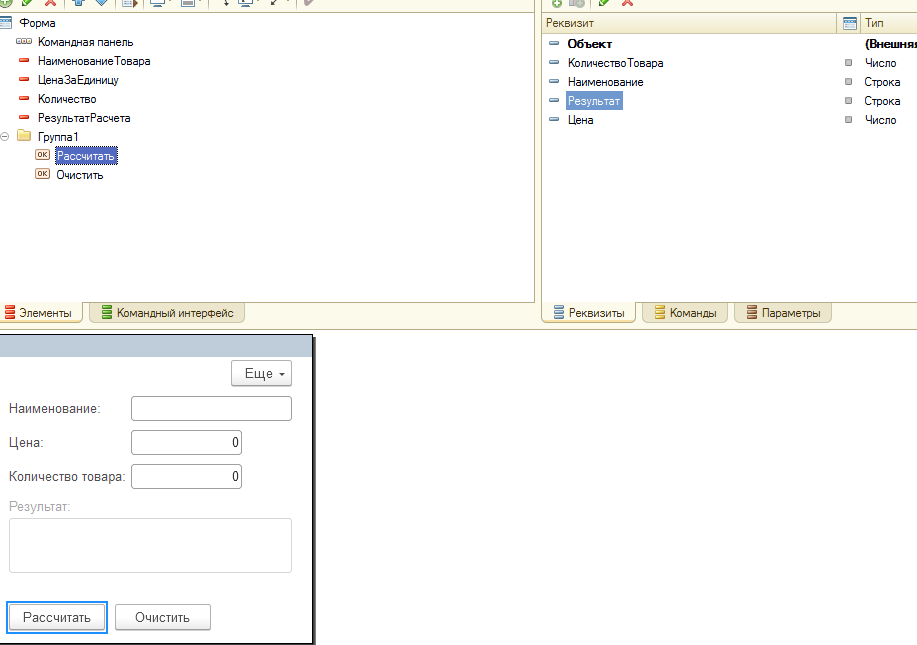 Форма
Командная панель
НаименованиеТовара
ЦенаЗаЕдиницу
Количество
РезультатРасчета
Группа1
OK Рассчитать
OK Очистить
Элементы Командный интерфейс
Реквизит Тип
Объект (Внешняя
КоличествоТовара Число
Наименование Строка
Результат Строка
Цена Число
Реквизиты Команды Параметры
Еще
Наименование:
Цена: 0
Количество товара: 0
Результат:
Рассчитать Очистить